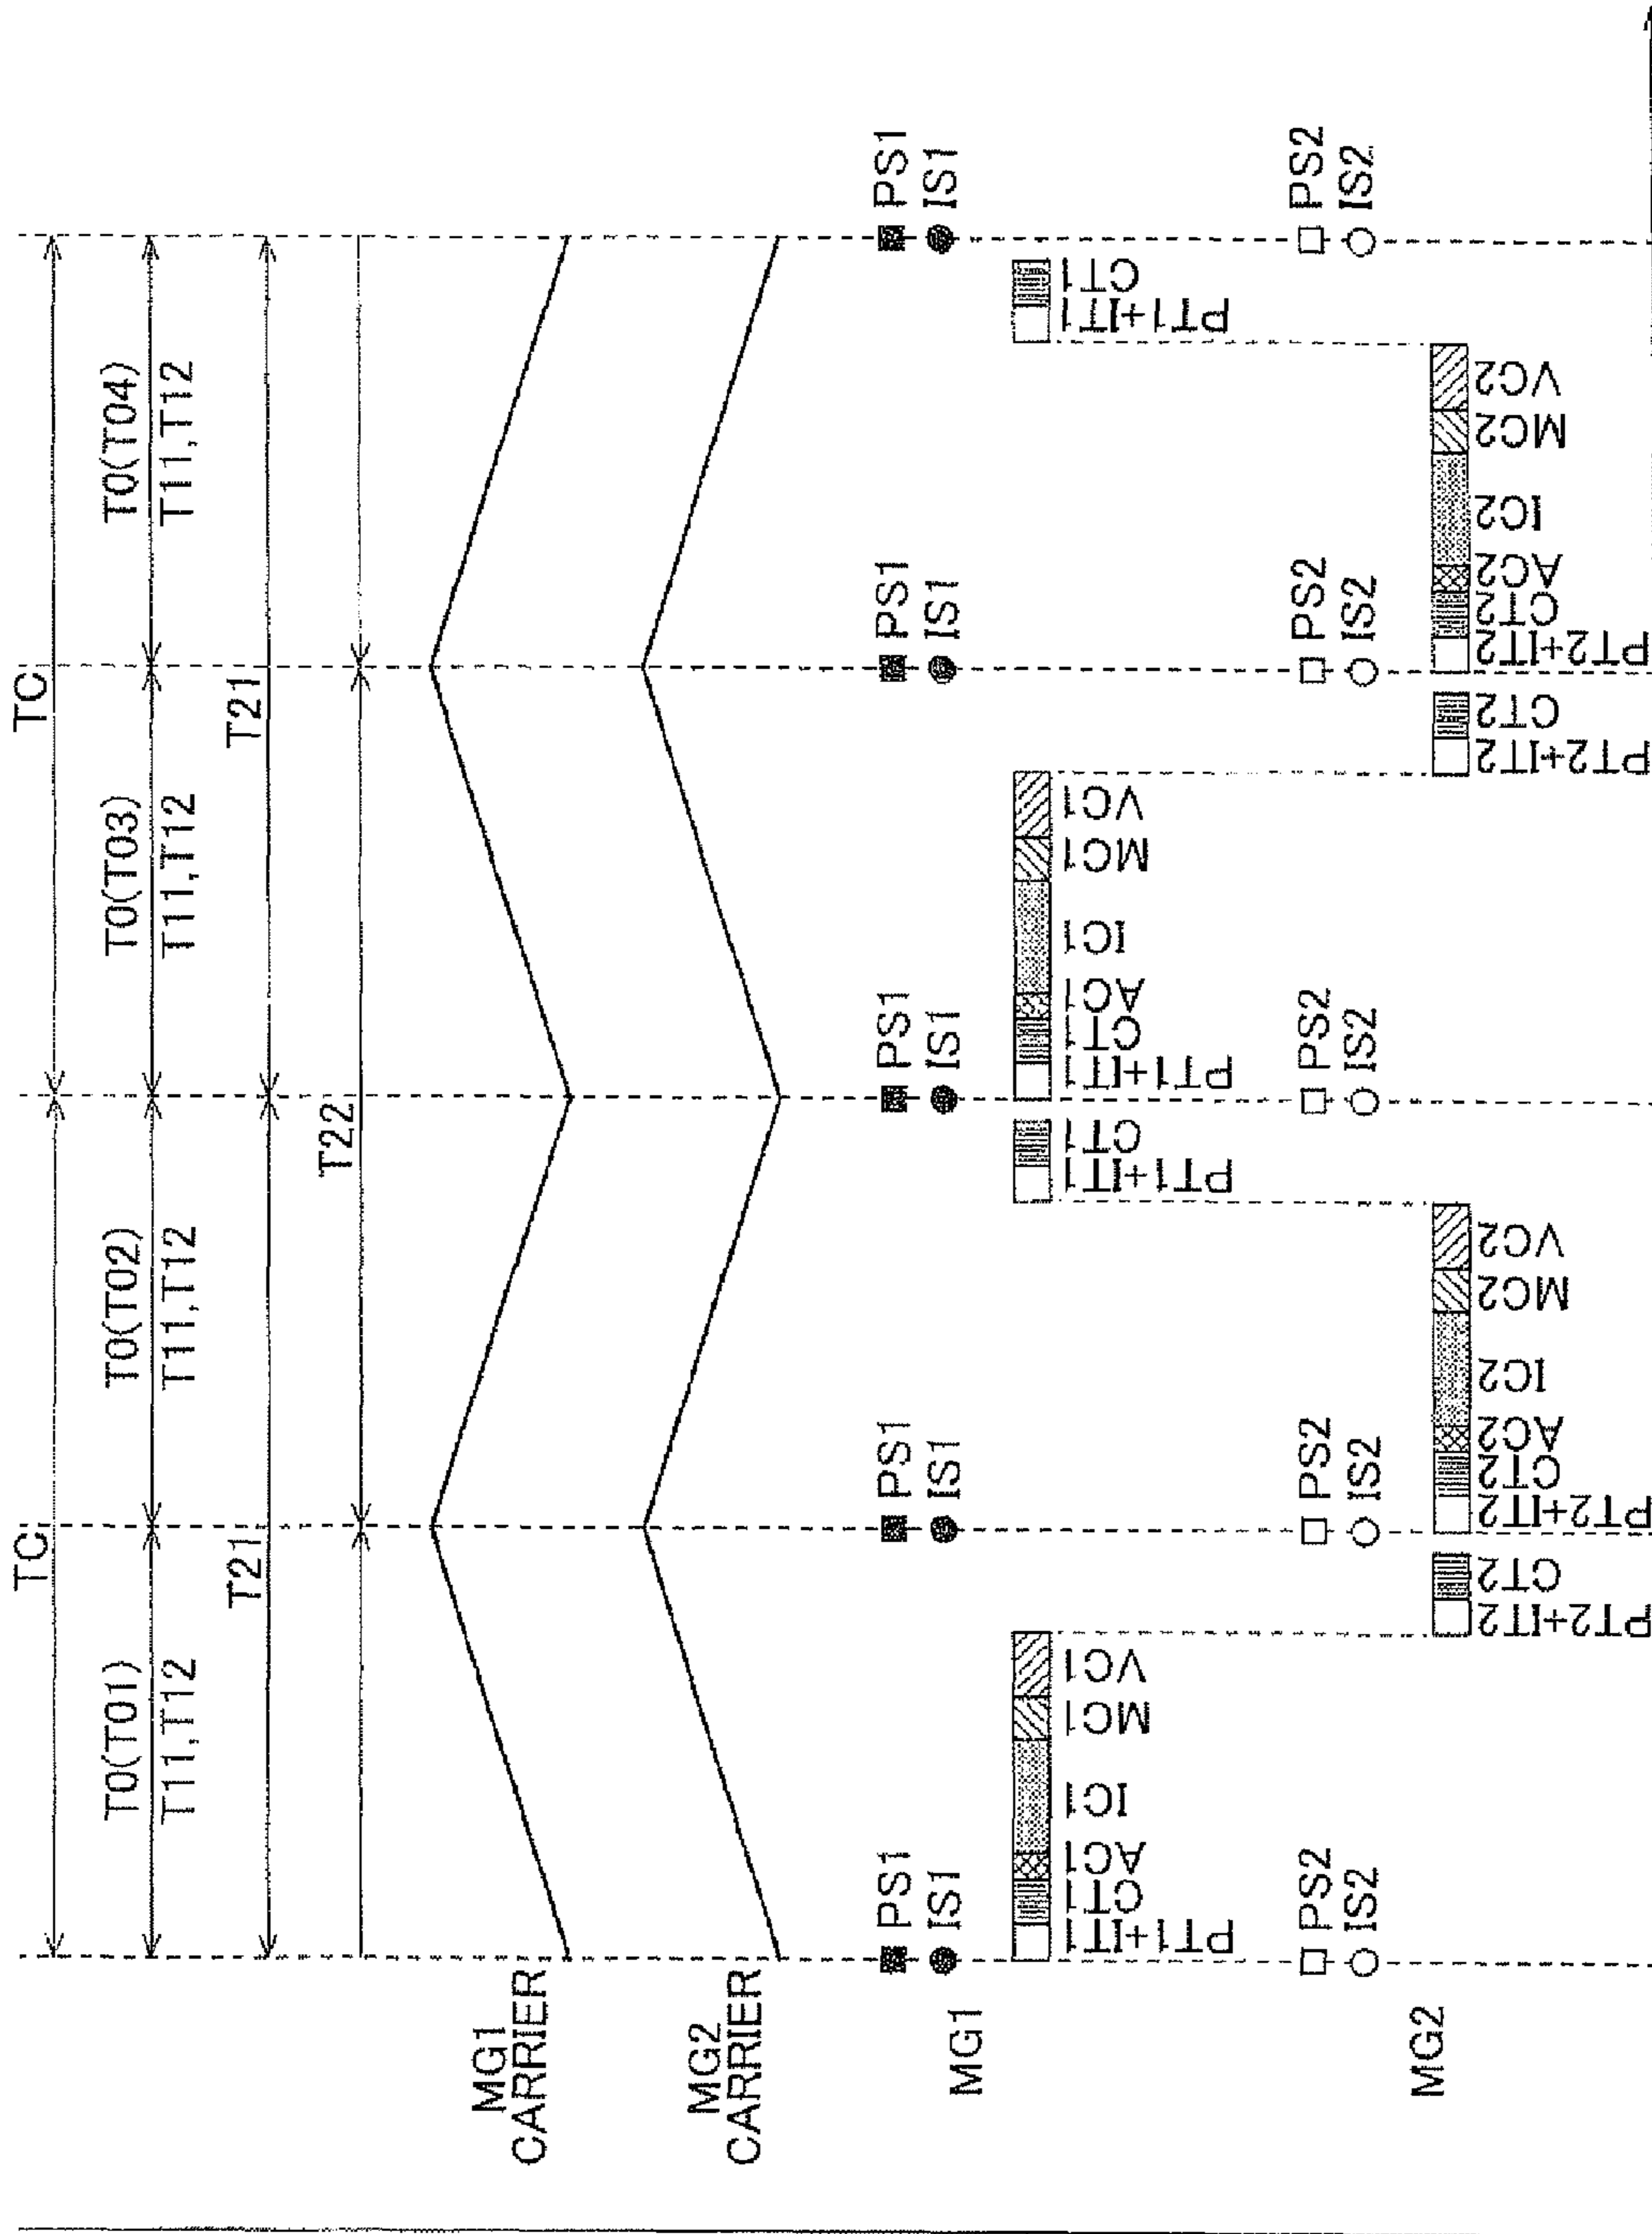 TC
TC
T0(T01)
T0(T02)
T0(T03)
T0(T04)
T11,T12
T11,T12
T11,T12
T11,T12
T21
T21
T22
MG1
CARRIER
MG2
CARRIER
PS1
PS1
PS1
PS1
PS1
IS1
IS1
IS1
IS1
IS1
MG1
PT1+IT1
CT1
AC1
IC1
MC1
VC1
PT1+IT1
CT1
PT1+IT1
CT1
AC1
IC1
MC1
VC1
PT1+IT1
CT1
PS2
PS2
PS2
PS2
PS2
IS2
IS2
IS2
IS2
IS2
MG2
PT2+IT2
CT2
PT2+IT2
CT2
AC2
IC2
MC2
VC2
PT2+IT2
CT2
PT2+IT2
CT2
AC2
IC2
MC2
VC2